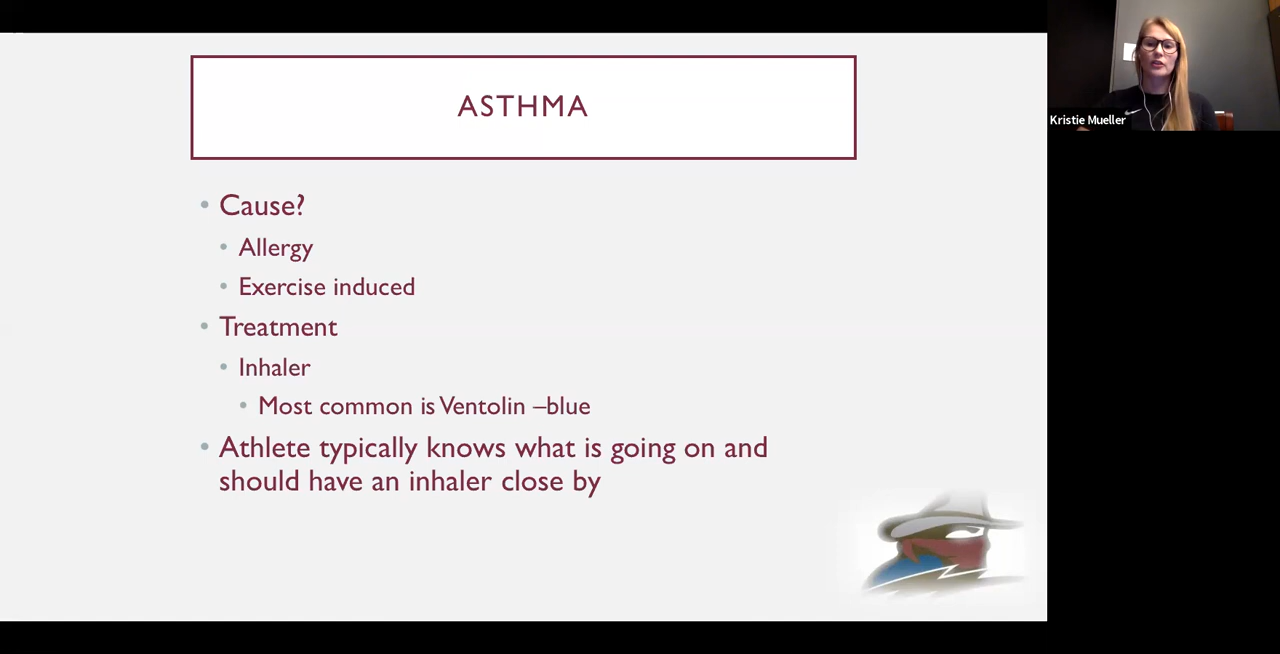 ASTHMA
• Cause?
• Allergy
• Exercise induced
• Treatment
• Inhaler
• Most common is Ventolin –blue
• Athlete typically knows what is going on and
should have an inhaler close by
Kristie Mueller